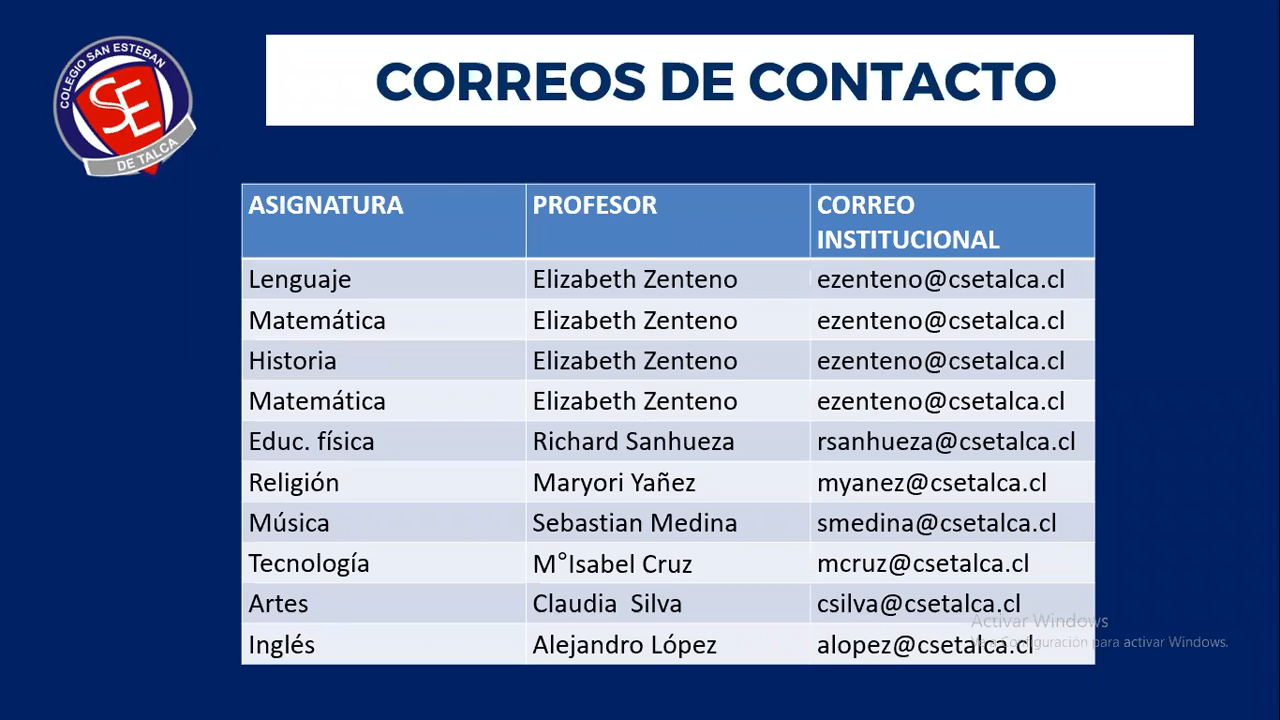 COLEGIO SAN ESTEBAN
SE
DE TALCA
CORREOS DE CONTACTO
ASIGNATURA PROFESOR CORREO
INSTITUCIONAL
Lenguaje Elizabeth Zenteno ezenteno@csetalca.cl
Matemática Elizabeth Zenteno ezenteno@csetalca.cl
Historia Elizabeth Zenteno ezenteno@csetalca.cl
Matemática Elizabeth Zenteno ezenteno@csetalca.cl
Educ. física Richard Sanhueza rsanhueza@csetalca.cl
Religión Maryori Yañez myanez@csetalca.cl
Música Sebastian Medina smedina@csetalca.cl
Tecnología M°Isabel Cruz mcruz@csetalca.cl
Artes Claudia  Silva csilva@csetalca.cl
Activar Windows
Inglés Alejandro López alopez@csetalca.cl
Ve a Configuración para activar Windows.